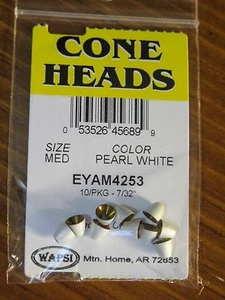 CONE
HEADS
0 53526 45689 9
SIZE COLOR
MED PEARL WHITE
EYAM4253
10/PKG - 7/32"
WAPSI Mtn. Home, AR 72653